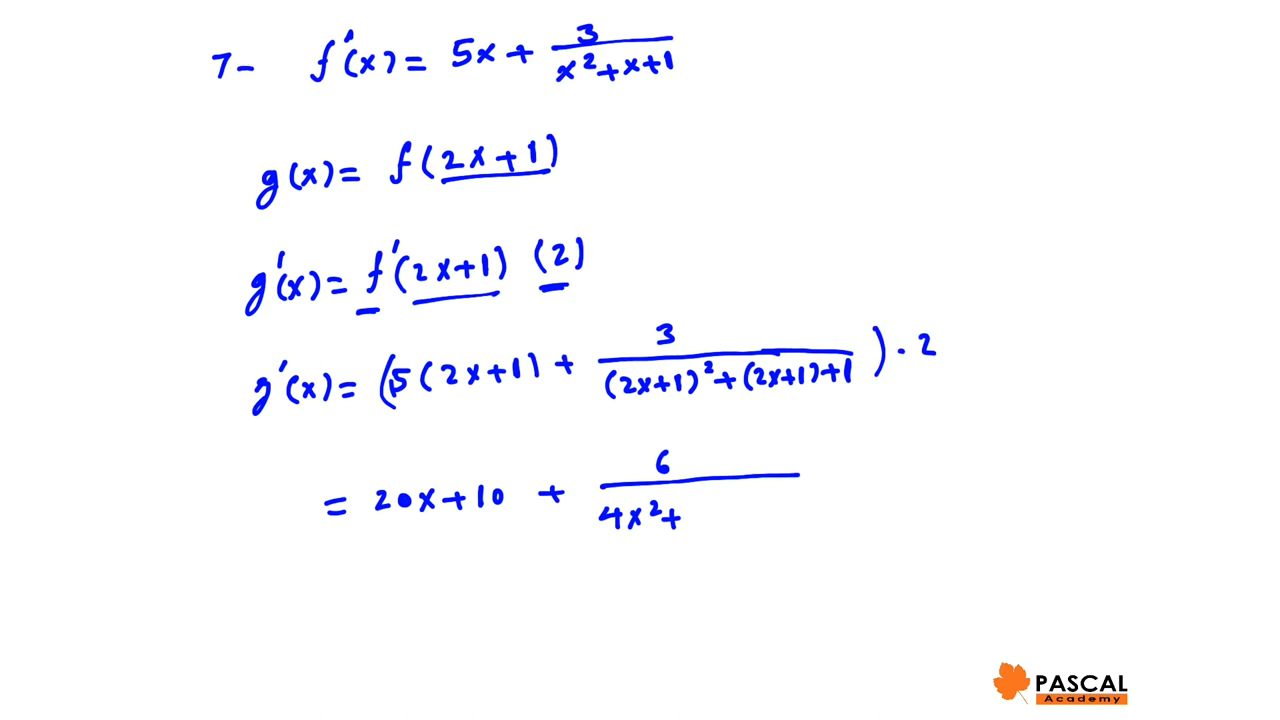 7- f'(x) = 5x + 3/(x²+x+1)
g(x) = f(2x+1)
g'(x) = f'(2x+1) (2)
g'(x) = (5(2x+1) + 3/((2x+1)²+(2x+1)+1)) · 2
= 20x+10 + 6/(4x²+
PASCAL
Academy